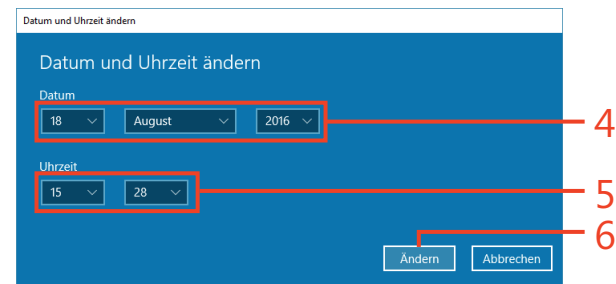 Datum und Uhrzeit ändern
Datum und Uhrzeit ändern
Datum
18 August 2016 4
Uhrzeit
15 28 5
6
Ändern Abbrechen